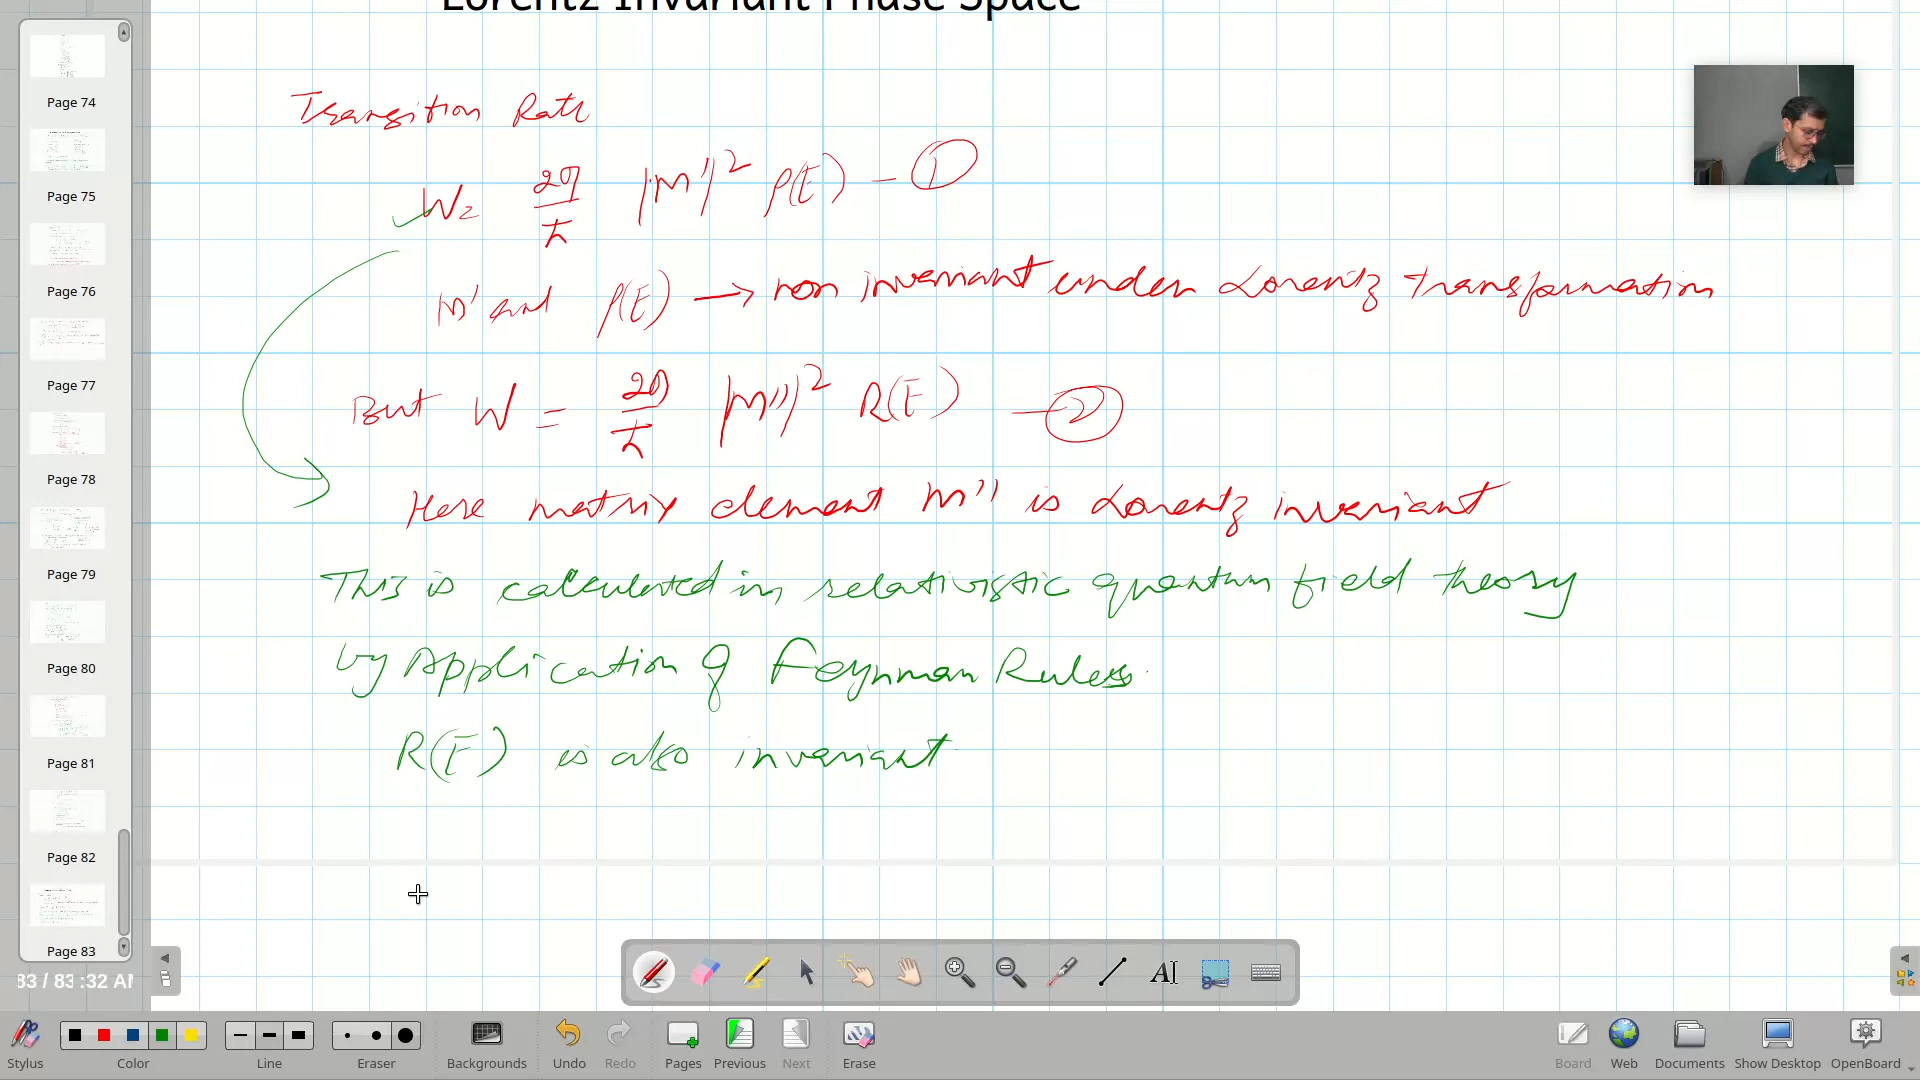 Lorentz Invariant Phase Space
Transition Rate
W = 2π/ħ |M'|² ρ(E) - ①
M' and ρ(E) → non invariant under Lorentz transformation
But W = 2π/ħ |M''|² R(E) - ②
Here matrix element M'' is Lorentz invariant
This is calculated in relativistic quantum field theory
by Application of Feynman Rules
R(E) is also invariant
Page 74
Page 75
Page 76
Page 77
Page 78
Page 79
Page 80
Page 81
Page 82
Page 83
83 / 83 :32 AM
Stylus
Color
Line
Eraser
Backgrounds
Undo
Redo
Pages
Previous
Next
Erase
Board
Web
Documents
Show Desktop
OpenBoard